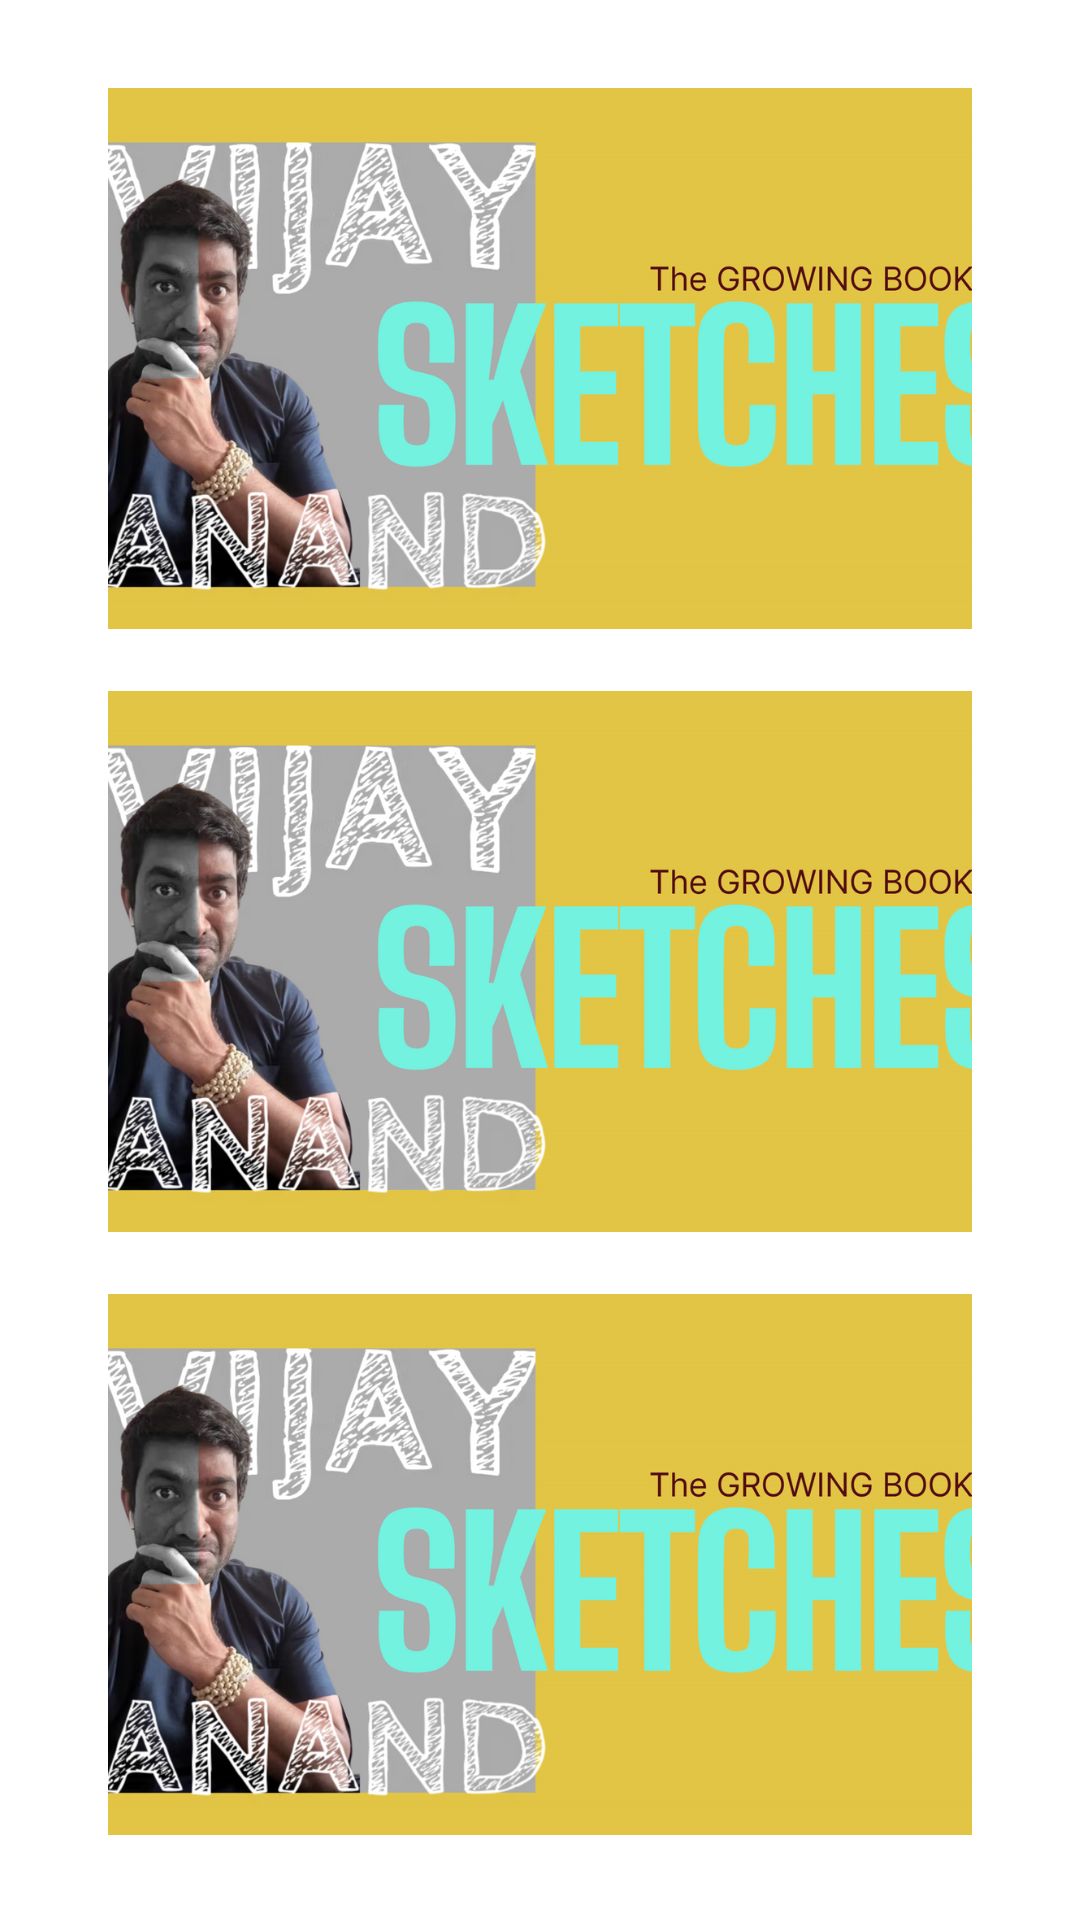 VIJAY
The GROWING BOOK
SKETCHES
ANAND
VIJAY
The GROWING BOOK
SKETCHES
ANAND
VIJAY
The GROWING BOOK
SKETCHES
ANAND